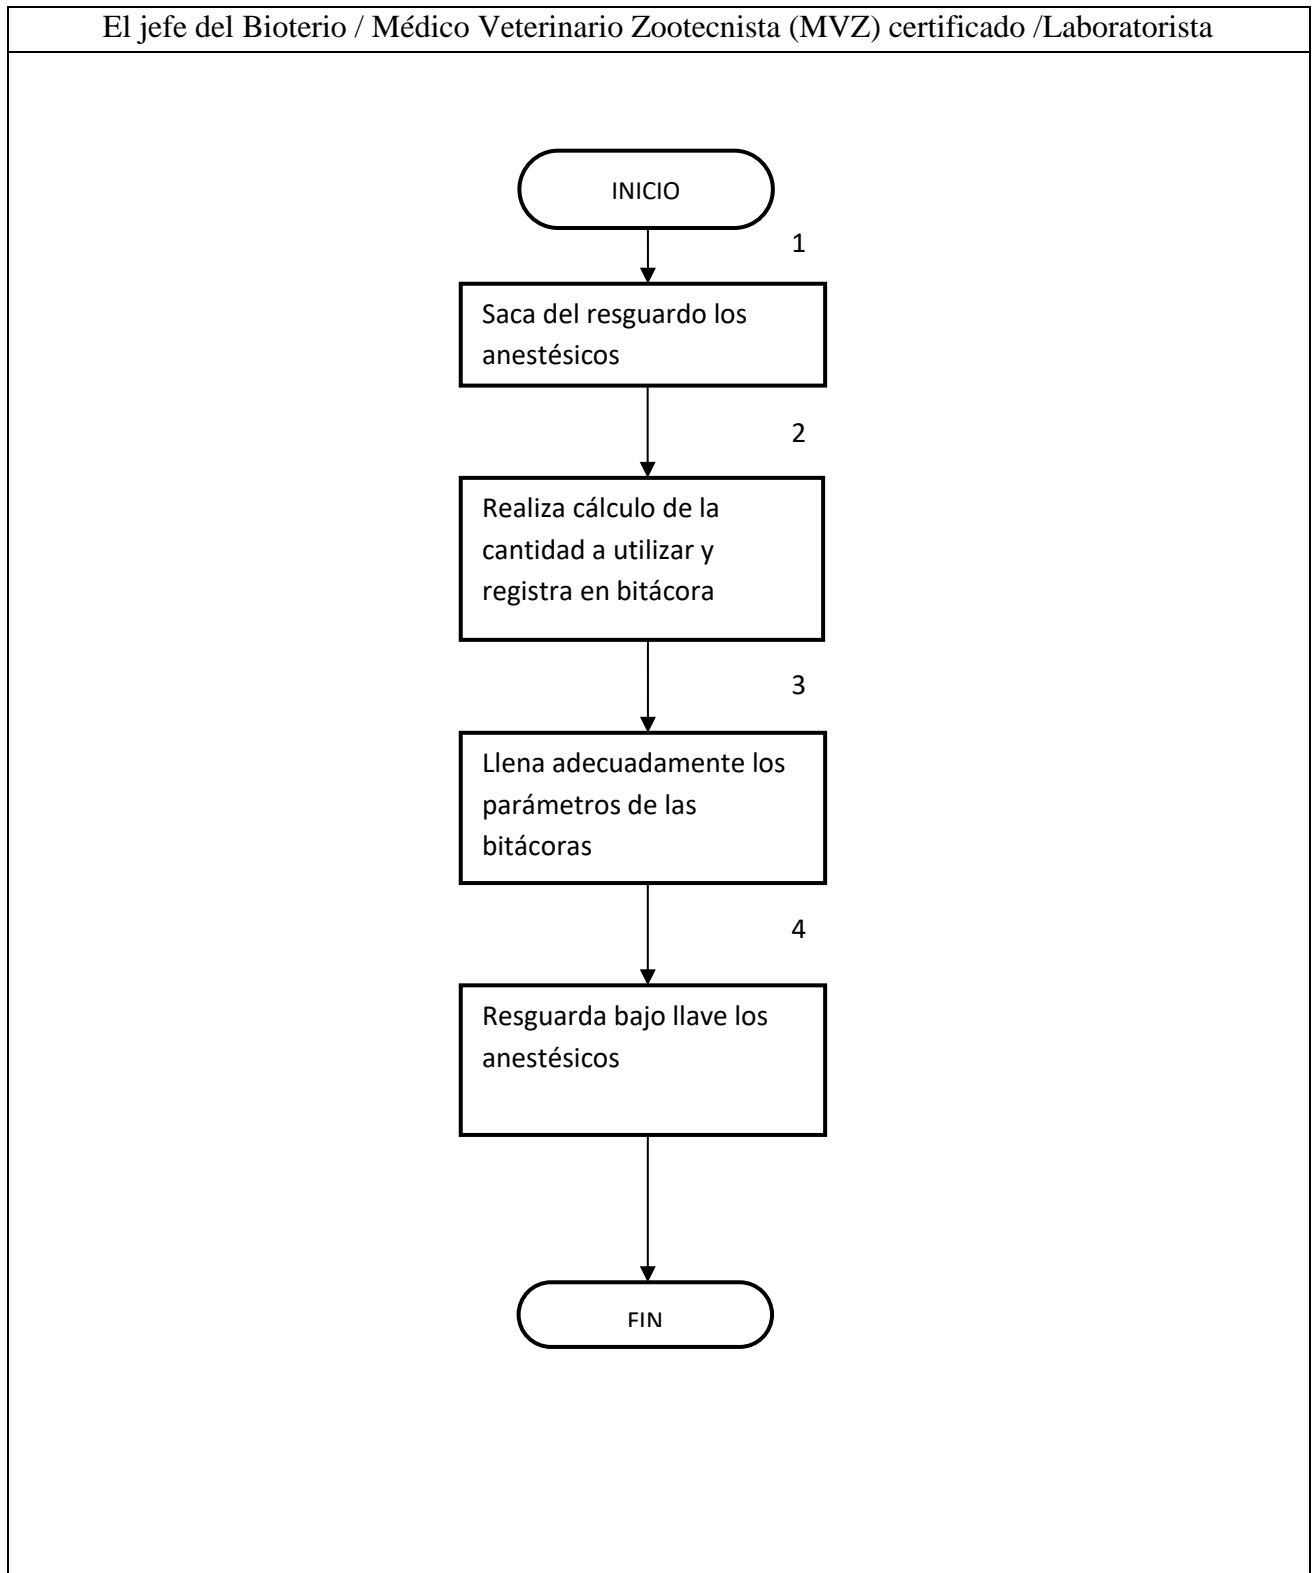 El jefe del Bioterio / Médico Veterinario Zootecnista (MVZ) certificado /Laboratorista
INICIO
1
Saca del resguardo los
anestésicos
2
Realiza cálculo de la
cantidad a utilizar y
registra en bitácora
3
Llena adecuadamente los
parámetros de las
bitácoras
4
Resguarda bajo llave los
anestésicos
FIN